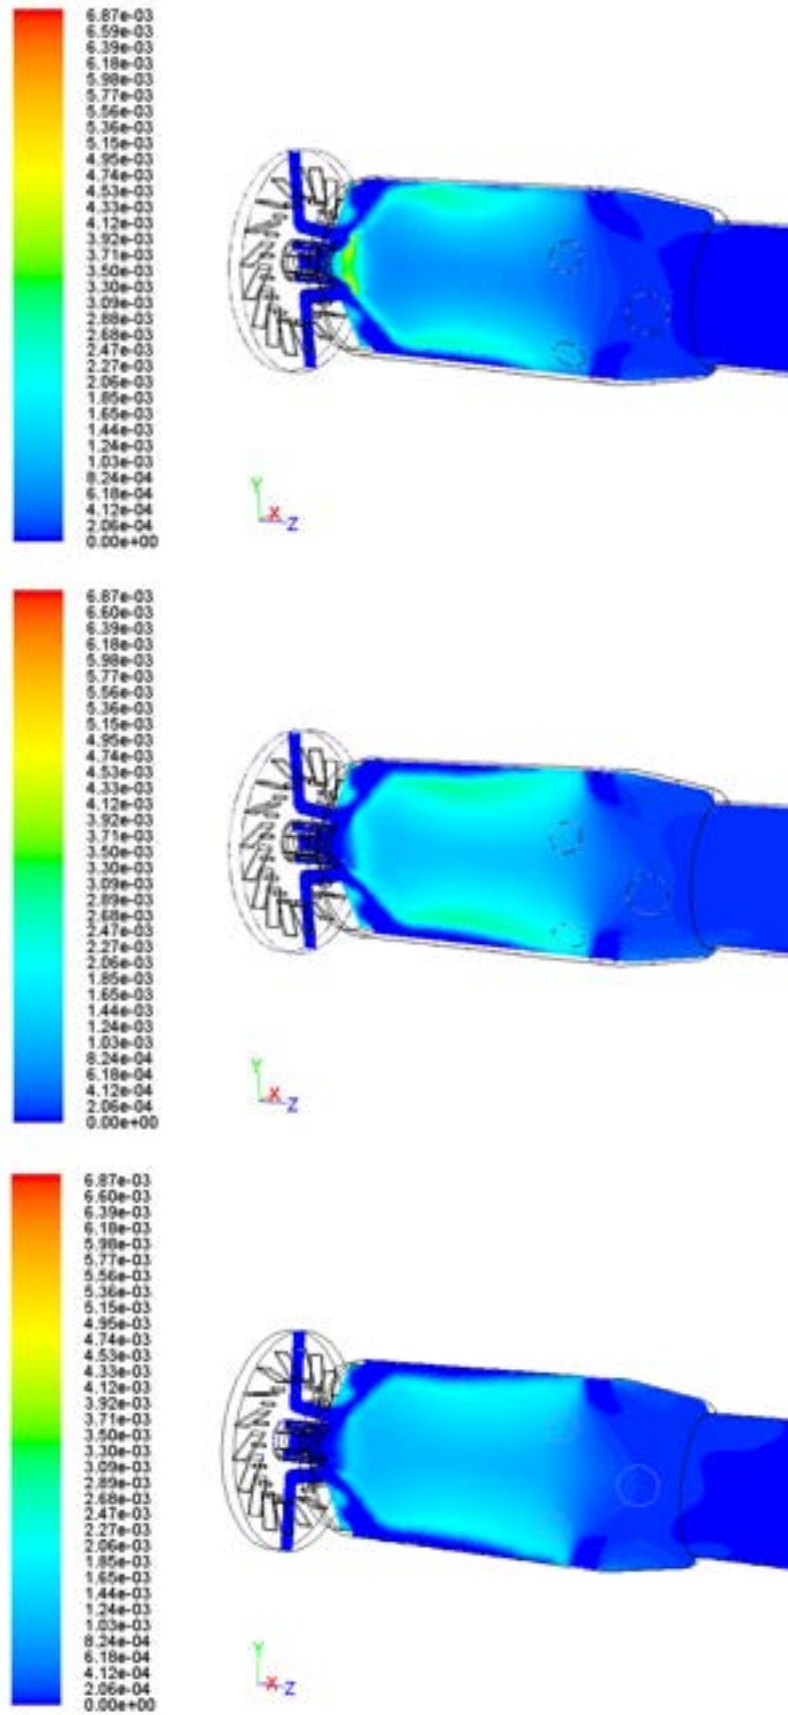 6.87e-03
6.59e-03
6.39e-03
6.18e-03
5.98e-03
5.77e-03
5.56e-03
5.36e-03
5.15e-03
4.95e-03
4.74e-03
4.53e-03
4.33e-03
4.12e-03
3.92e-03
3.71e-03
3.50e-03
3.30e-03
3.09e-03
2.88e-03
2.68e-03
2.47e-03
2.27e-03
2.06e-03
1.85e-03
1.65e-03
1.44e-03
1.24e-03
1.03e-03
8.24e-04
6.18e-04
4.12e-04
2.06e-04
0.00e+00
Y
X
Z
6.87e-03
6.60e-03
6.39e-03
6.18e-03
5.98e-03
5.77e-03
5.56e-03
5.36e-03
5.15e-03
4.95e-03
4.74e-03
4.53e-03
4.33e-03
4.12e-03
3.92e-03
3.71e-03
3.50e-03
3.30e-03
3.09e-03
2.89e-03
2.68e-03
2.47e-03
2.27e-03
2.06e-03
1.85e-03
1.65e-03
1.44e-03
1.24e-03
1.03e-03
8.24e-04
6.18e-04
4.12e-04
2.06e-04
0.00e+00
Y
X
Z
6.87e-03
6.60e-03
6.39e-03
6.18e-03
5.98e-03
5.77e-03
5.56e-03
5.36e-03
5.15e-03
4.95e-03
4.74e-03
4.53e-03
4.33e-03
4.12e-03
3.92e-03
3.71e-03
3.50e-03
3.30e-03
3.09e-03
2.89e-03
2.68e-03
2.47e-03
2.27e-03
2.06e-03
1.85e-03
1.65e-03
1.44e-03
1.24e-03
1.03e-03
8.24e-04
6.18e-04
4.12e-04
2.06e-04
0.00e+00
Y
X
Z